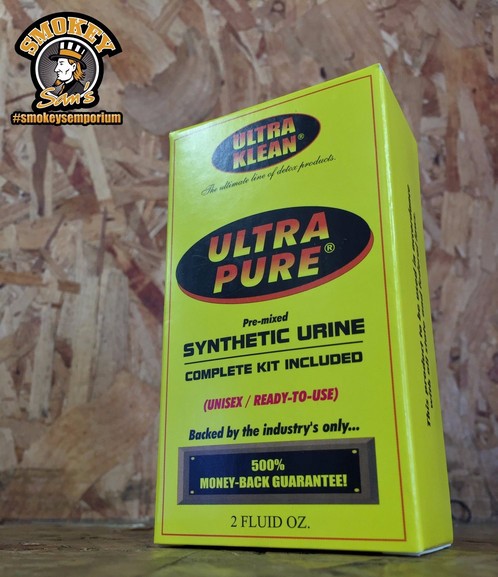 SMOKEY
Sam's
#smokeysemporium
ULTRA
KLEAN®
The ultimate line of detox products.
ULTRA
PURE®
Pre-mixed
SYNTHETIC URINE
COMPLETE KIT INCLUDED
(UNISEX / READY-TO-USE)
Backed by the industry's only...
500%
MONEY-BACK GUARANTEE!
2 FLUID OZ.